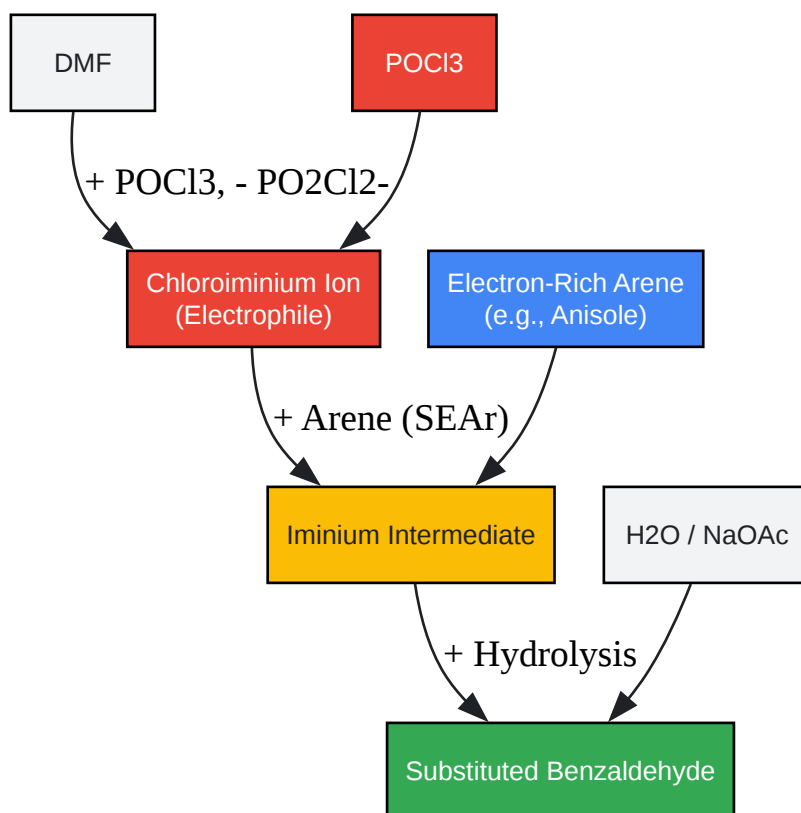 DMF
POCl3
+ POCl3, - PO2Cl2-
Chloroiminium Ion
(Electrophile)
Electron-Rich Arene
(e.g., Anisole)
+ Arene (SEAr)
Iminium Intermediate
H2O / NaOAc
+ Hydrolysis
Substituted Benzaldehyde